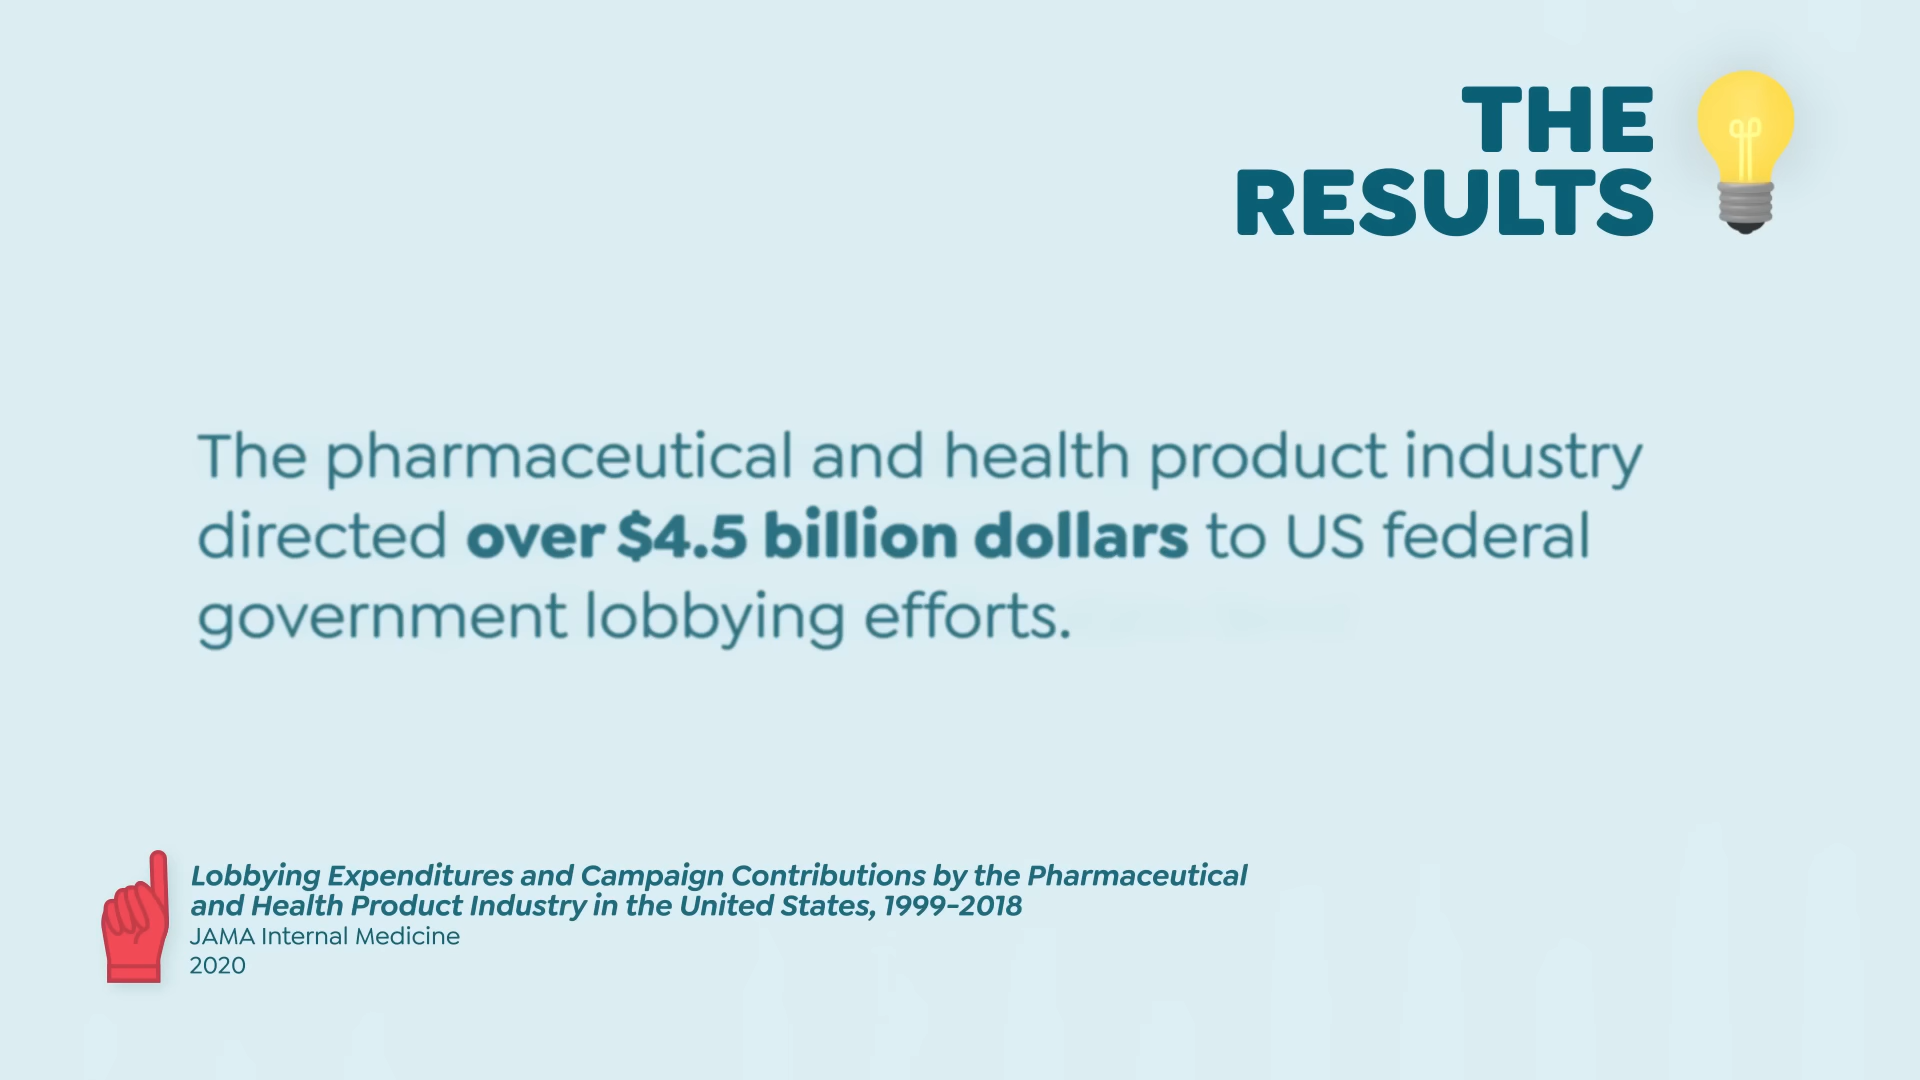 THE
RESULTS
The pharmaceutical and health product industry
directed over $4.5 billion dollars to US federal
government lobbying efforts.
Lobbying Expenditures and Campaign Contributions by the Pharmaceutical
and Health Product Industry in the United States, 1999-2018
JAMA Internal Medicine
2020